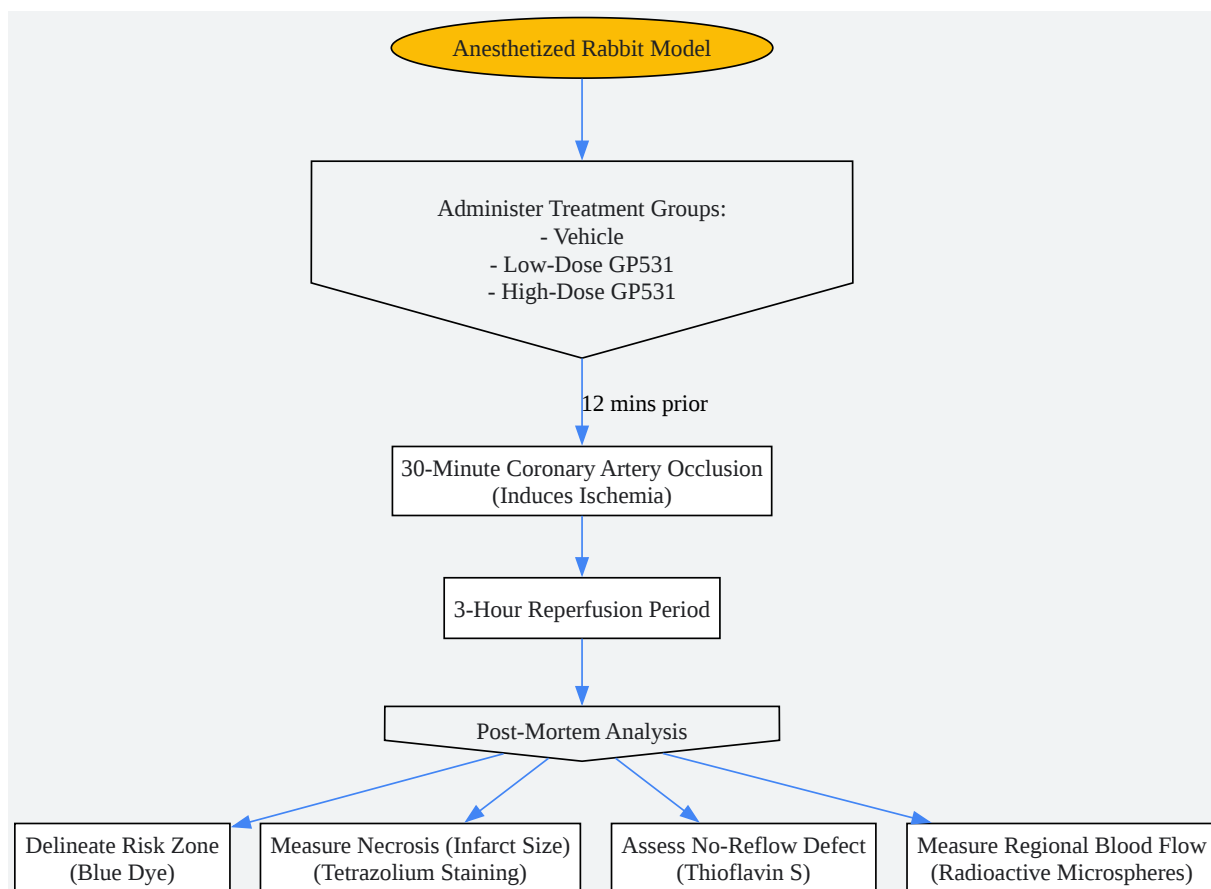 Anesthetized Rabbit Model
Administer Treatment Groups:
- Vehicle
- Low-Dose GP531
- High-Dose GP531
12 mins prior
30-Minute Coronary Artery Occlusion
(Induces Ischemia)
3-Hour Reperfusion Period
Post-Mortem Analysis
Delineate Risk Zone
(Blue Dye)
Measure Necrosis (Infarct Size)
(Tetrazolium Staining)
Assess No-Reflow Defect
(Thioflavin S)
Measure Regional Blood Flow
(Radioactive Microspheres)